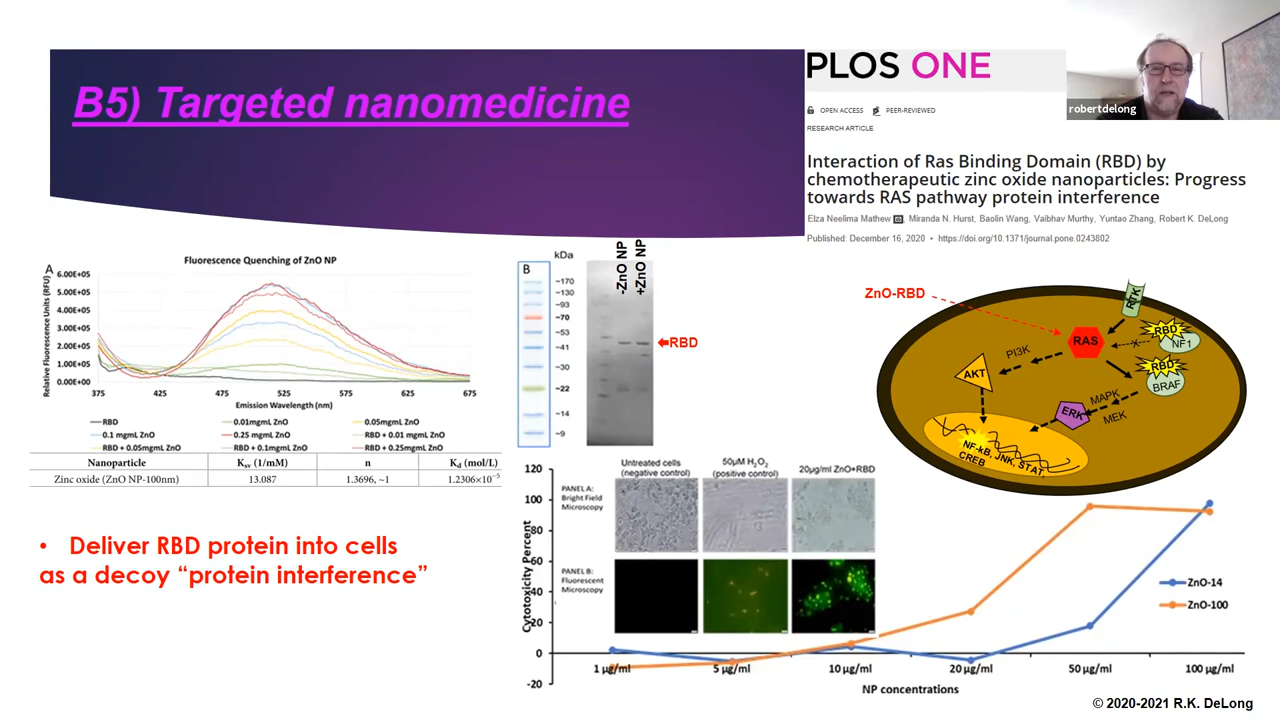 B5) Targeted nanomedicine
PLOS ONE
OPEN ACCESS PEER-REVIEWED
RESEARCH ARTICLE
Interaction of Ras Binding Domain (RBD) by
chemotherapeutic zinc oxide nanoparticles: Progress
towards RAS pathway protein interference
Elza Neelima Mathew, Miranda N. Hurst, Baolin Wang, Vaibhav Murthy, Yuntao Zhang, Robert K. DeLong
Published: December 16, 2020 • https://doi.org/10.1371/journal.pone.0243802
robertdelong
A
Fluorescence Quenching of ZnO NP
Relative Fluorescence Units (RFU)
6.00E+05
5.00E+05
4.00E+05
3.00E+05
2.00E+05
1.00E+05
0.00E+00
375 425 475 525 575 625 675
Emission Wavelength (nm)
RBD 0.01mgmL ZnO 0.05mgmL ZnO
0.1 mgmL ZnO 0.25 mgmL ZnO RBD + 0.01 mgmL ZnO
RBD + 0.05mgmL ZnO RBD + 0.1mgmL ZnO RBD + 0.25mgmL ZnO
Nanoparticle Ksv (1/mM) n Kd (mol/L)
Zinc oxide (ZnO NP-100nm) 13.087 1.3696, ~1 1.2306×10⁻⁵
• Deliver RBD protein into cells
as a decoy “protein interference”
B
kDa
-ZnO NP
+ZnO NP
~170
~130
~93
~70
~53
~41
~30
~22
~14
~9
RBD
ZnO-RBD
RTK
RAS
RBD
NF1
RBD
BRAF
PI3K
AKT
MAPK
MEK
ERK
NF-kB, JNK, STAT,
CREB
Untreated cells
(negative control)
50µM H2O2
(positive control)
20µg/ml ZnO+RBD
PANEL A:
Bright Field
Microscopy
PANEL B:
Fluorescent
Microscopy
Cytotoxicity Percent
120
100
80
60
40
20
0
-20
1 µg/ml 5 µg/ml 10 µg/ml 20 µg/ml 50 µg/ml 100 µg/ml
NP concentrations
ZnO-14
ZnO-100
© 2020-2021 R.K. DeLong